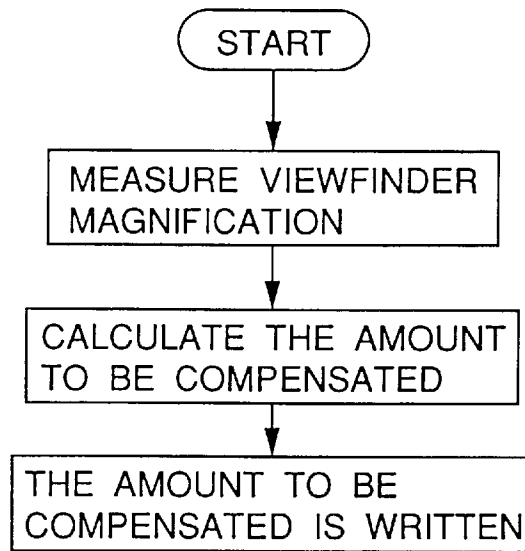 START
MEASURE VIEWFINDER
MAGNIFICATION
CALCULATE THE AMOUNT
TO BE COMPENSATED
THE AMOUNT TO BE
COMPENSATED IS WRITTEN